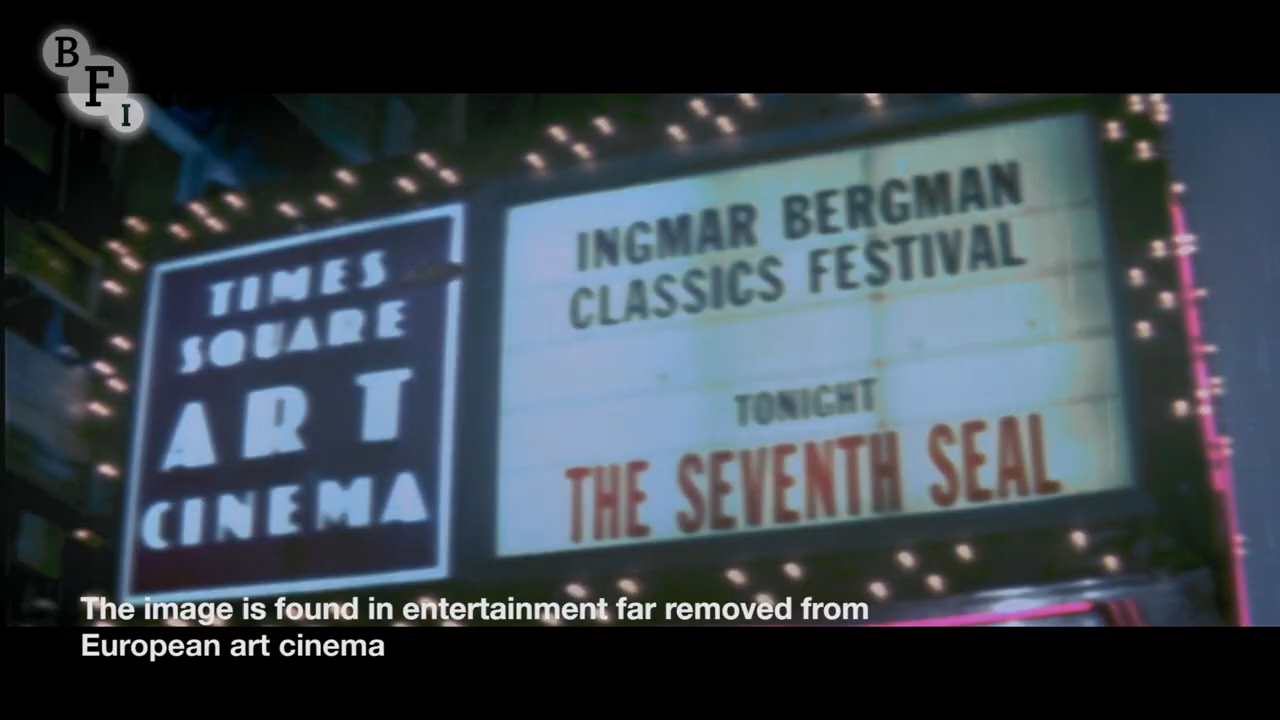 BFI
TIMES
SQUARE
ART
CINEMA
INGMAR BERGMAN
CLASSICS FESTIVAL
TONIGHT
THE SEVENTH SEAL
The image is found in entertainment far removed from
European art cinema